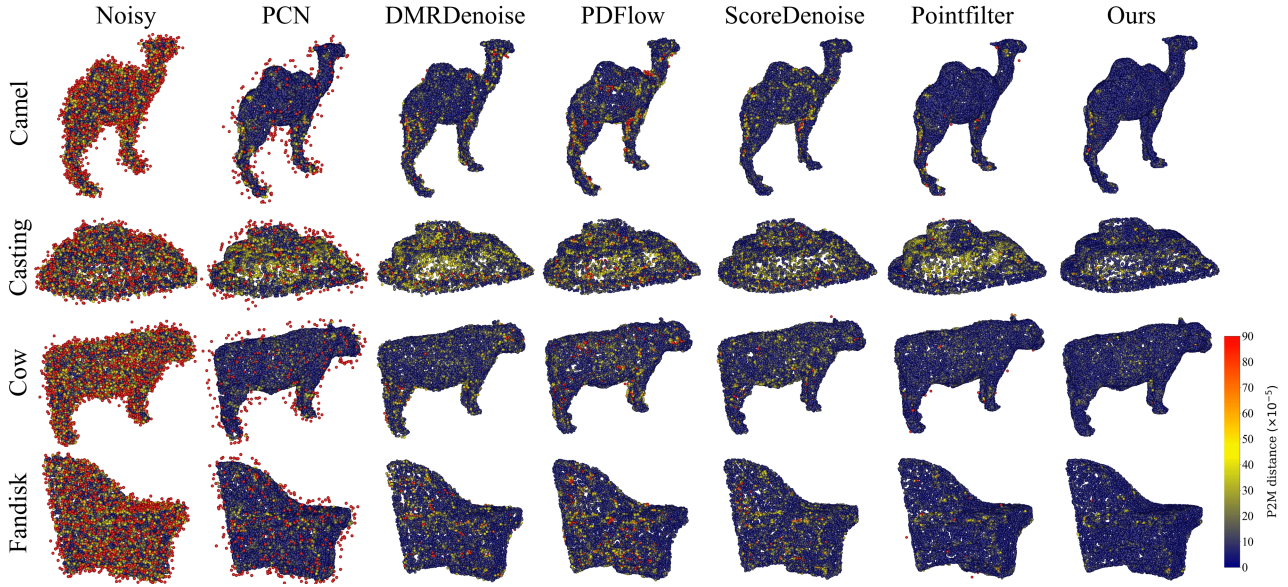 Noisy PCN DMRDenoise PDFlow ScoreDenoise Pointfilter Ours
Camel
Casting
Cow
Fandisk
90
80
70
60
50
40
30
20
10
0
P2M distance (×10⁻⁵)